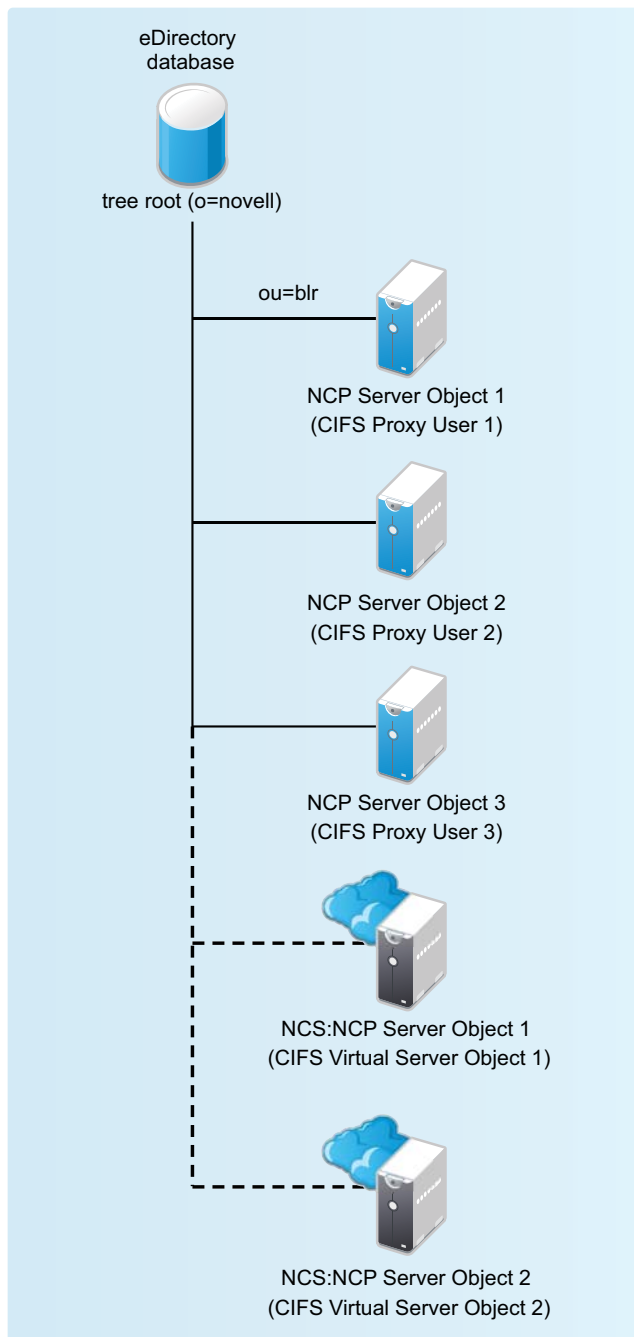 eDirectory
database
tree root (o=novell)
ou=blr
NCP Server Object 1
(CIFS Proxy User 1)
NCP Server Object 2
(CIFS Proxy User 2)
NCP Server Object 3
(CIFS Proxy User 3)
NCS:NCP Server Object 1
(CIFS Virtual Server Object 1)
NCS:NCP Server Object 2
(CIFS Virtual Server Object 2)